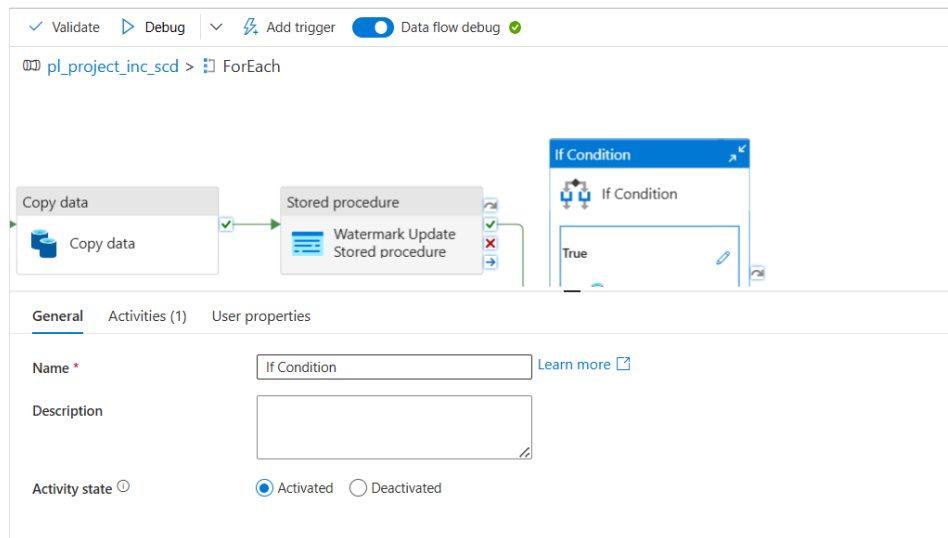 Validate Debug Add trigger Data flow debug
pl_project_inc_scd > ForEach
If Condition
If Condition
True
Copy data
Copy data
Stored procedure
Watermark Update
Stored procedure
General Activities (1) User properties
Name * If Condition Learn more
Description
Activity state Activated Deactivated